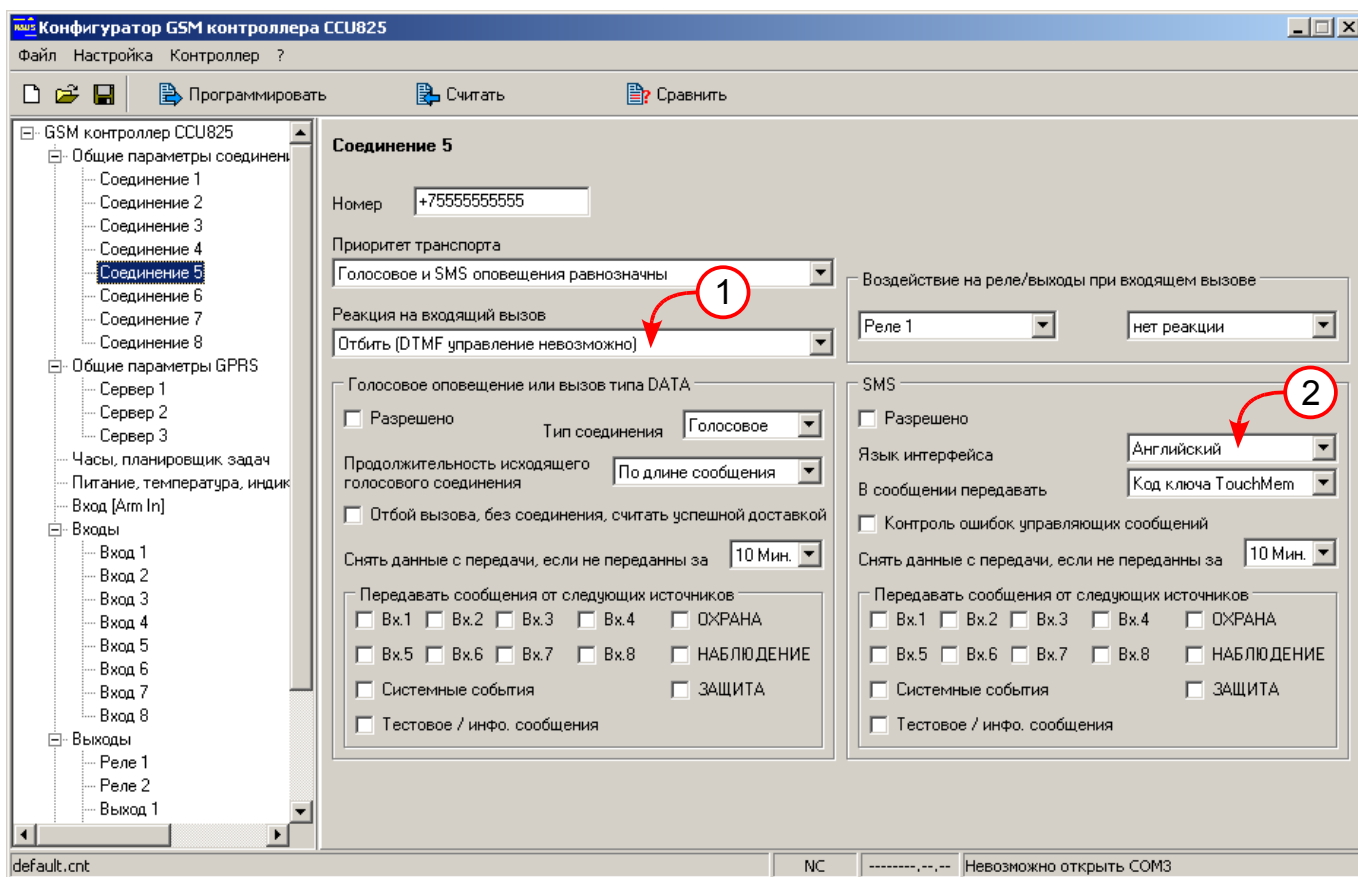 Конфигуратор GSM контроллера CCU825
Файл Настройка Контроллер ?
Программировать Считать Сравнить
GSM контроллер CCU825
Общие параметры соединени
Соединение 1
Соединение 2
Соединение 3
Соединение 4
Соединение 5
Соединение 6
Соединение 7
Соединение 8
Общие параметры GPRS
Сервер 1
Сервер 2
Сервер 3
Часы, планировщик задач
Питание, температура, индик
Вход [Arm In]
Входы
Вход 1
Вход 2
Вход 3
Вход 4
Вход 5
Вход 6
Вход 7
Вход 8
Выходы
Реле 1
Реле 2
Выход 1
Соединение 5
Номер +75555555555
Приоритет транспорта
Голосовое и SMS оповещения равнозначны
1
Реакция на входящий вызов
Отбить (DTMF управление невозможно)
Воздействие на реле/выходы при входящем вызове
Реле 1 нет реакции
Голосовое оповещение или вызов типа DATA
Разрешено Тип соединения Голосовое
Продолжительность исходящего
голосового соединения По длине сообщения
Отбой вызова, без соединения, считать успешной доставкой
Снять данные с передачи, если не переданны за 10 Мин.
Передавать сообщения от следующих источников
Вх.1 Вх.2 Вх.3 Вх.4 ОХРАНА
Вх.5 Вх.6 Вх.7 Вх.8 НАБЛЮДЕНИЕ
Системные события ЗАЩИТА
Тестовое / инфо. сообщения
SMS
2
Разрешено
Язык интерфейса Английский
В сообщении передавать Код ключа TouchMem
Контроль ошибок управляющих сообщений
Снять данные с передачи, если не переданны за 10 Мин.
Передавать сообщения от следующих источников
Вх.1 Вх.2 Вх.3 Вх.4 ОХРАНА
Вх.5 Вх.6 Вх.7 Вх.8 НАБЛЮДЕНИЕ
Системные события ЗАЩИТА
Тестовое / инфо. сообщения
default.cnt NC --------,--,-- Невозможно открыть COM3